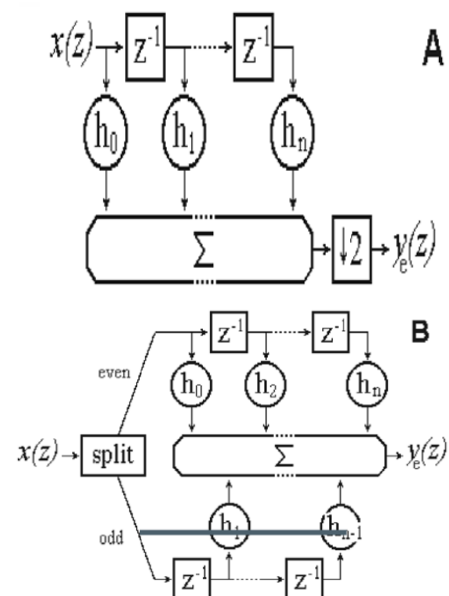 x(z) z⁻¹ z⁻¹ A
h₀ h₁ hₙ
Σ ↓2 yₑ(z)
B
z⁻¹ z⁻¹
even
h₀ h₂ hₙ
x(z) split Σ yₑ(z)
h₁ hₙ₋₁
odd
z⁻¹ z⁻¹